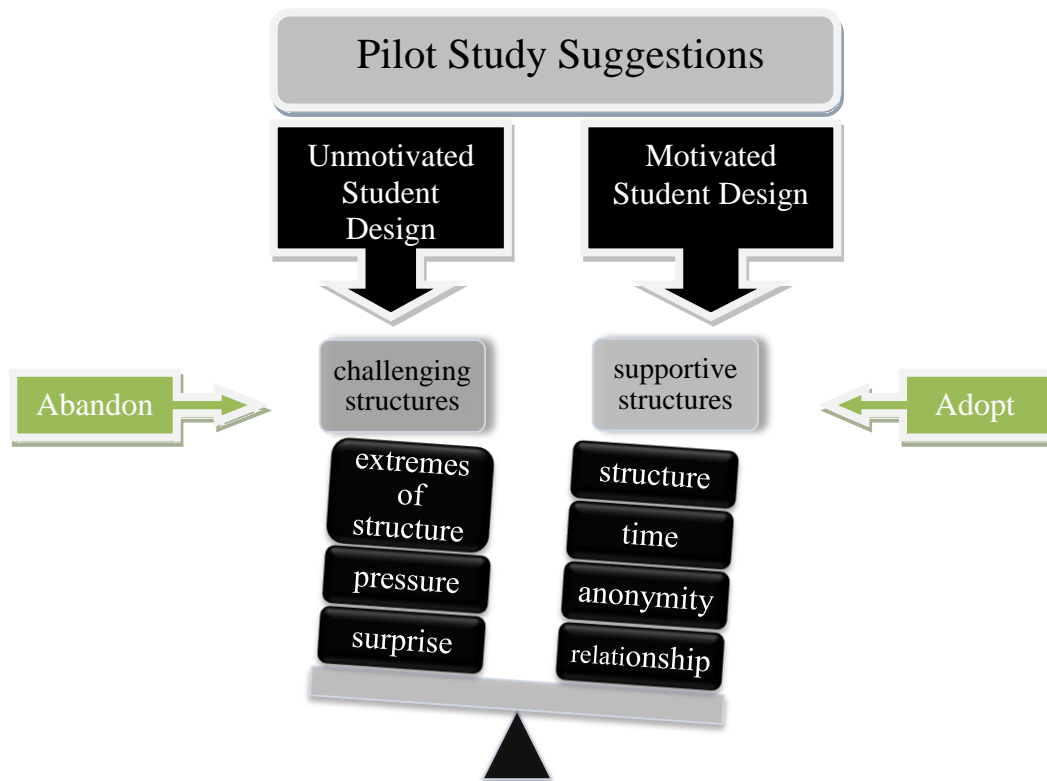 Pilot Study Suggestions
Unmotivated
Student
Design
Motivated
Student Design
challenging
structures
supportive
structures
Abandon
Adopt
extremes
of
structure
pressure
surprise
structure
time
anonymity
relationship